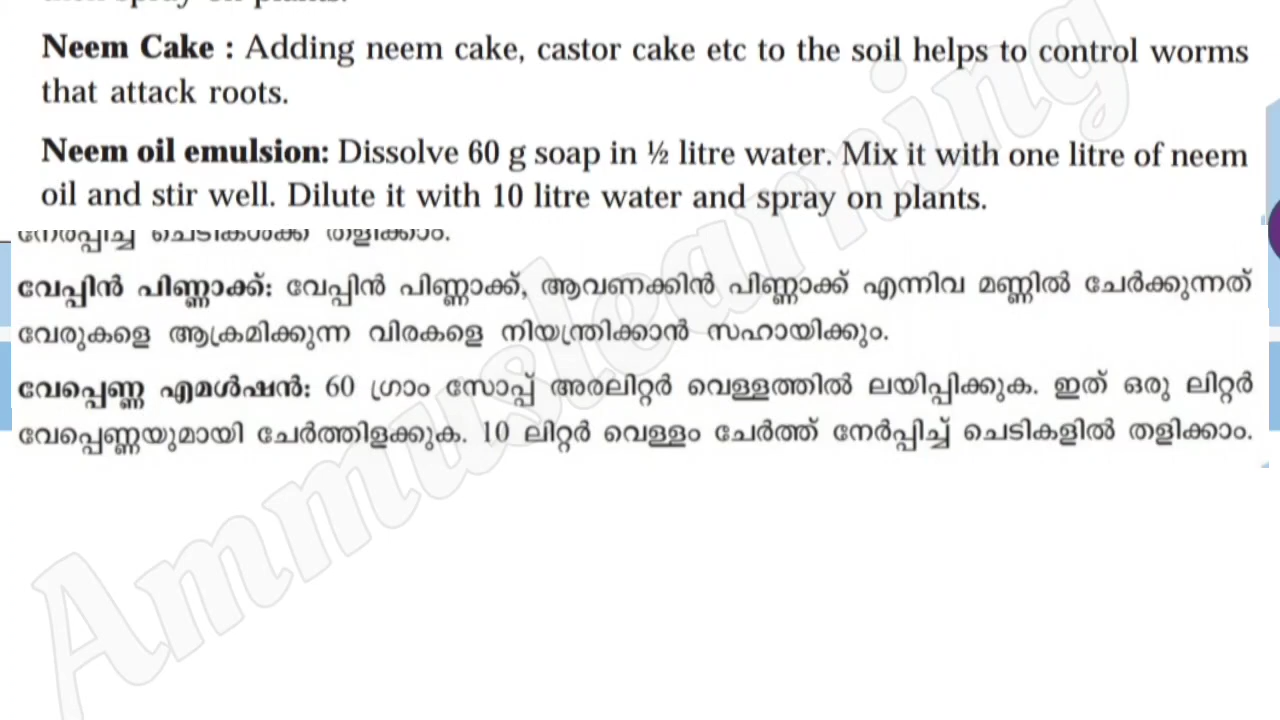 Neem Cake : Adding neem cake, castor cake etc to the soil helps to control worms
that attack roots.
Neem oil emulsion: Dissolve 60 g soap in ½ litre water. Mix it with one litre of neem
oil and stir well. Dilute it with 10 litre water and spray on plants.
വേപ്പിൻ പിണ്ണാക്ക്: വേപ്പിൻ പിണ്ണാക്ക്, ആവണക്കിൻ പിണ്ണാക്ക് എന്നിവ മണ്ണിൽ ചേർക്കുന്നത്
വേരുകളെ ആക്രമിക്കുന്ന വിരകളെ നിയന്ത്രിക്കാൻ സഹായിക്കും.
വേപ്പെണ്ണ എമൾഷൻ: 60 ഗ്രാം സോപ്പ് അരലിറ്റർ വെള്ളത്തിൽ ലയിപ്പിക്കുക. ഇത് ഒരു ലിറ്റർ
വേപ്പെണ്ണയുമായി ചേർത്തിളക്കുക. 10 ലിറ്റർ വെള്ളം ചേർത്ത് നേർപ്പിച്ച് ചെടികളിൽ തളിക്കാം.
Ammuslearning